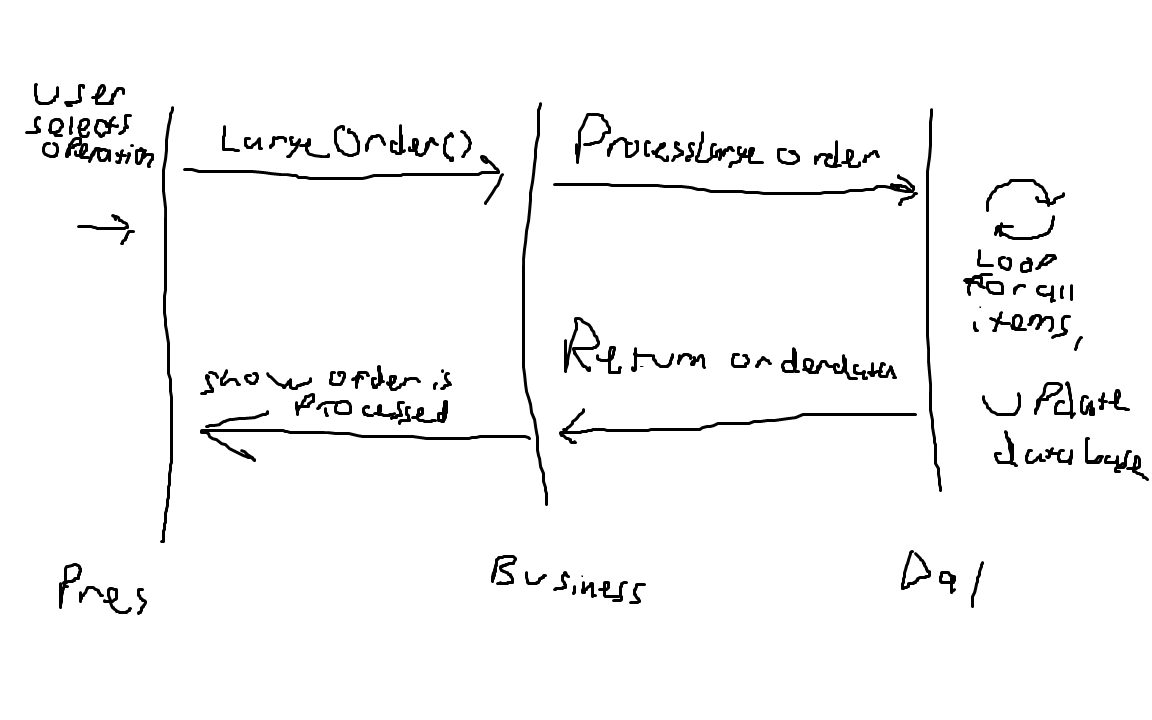 User
selects
operation
Large_Order()
ProcessLarge order
Loop
For all
items,
update
database
Return orderdata
show order is
Processed
Pres
Business
Dal